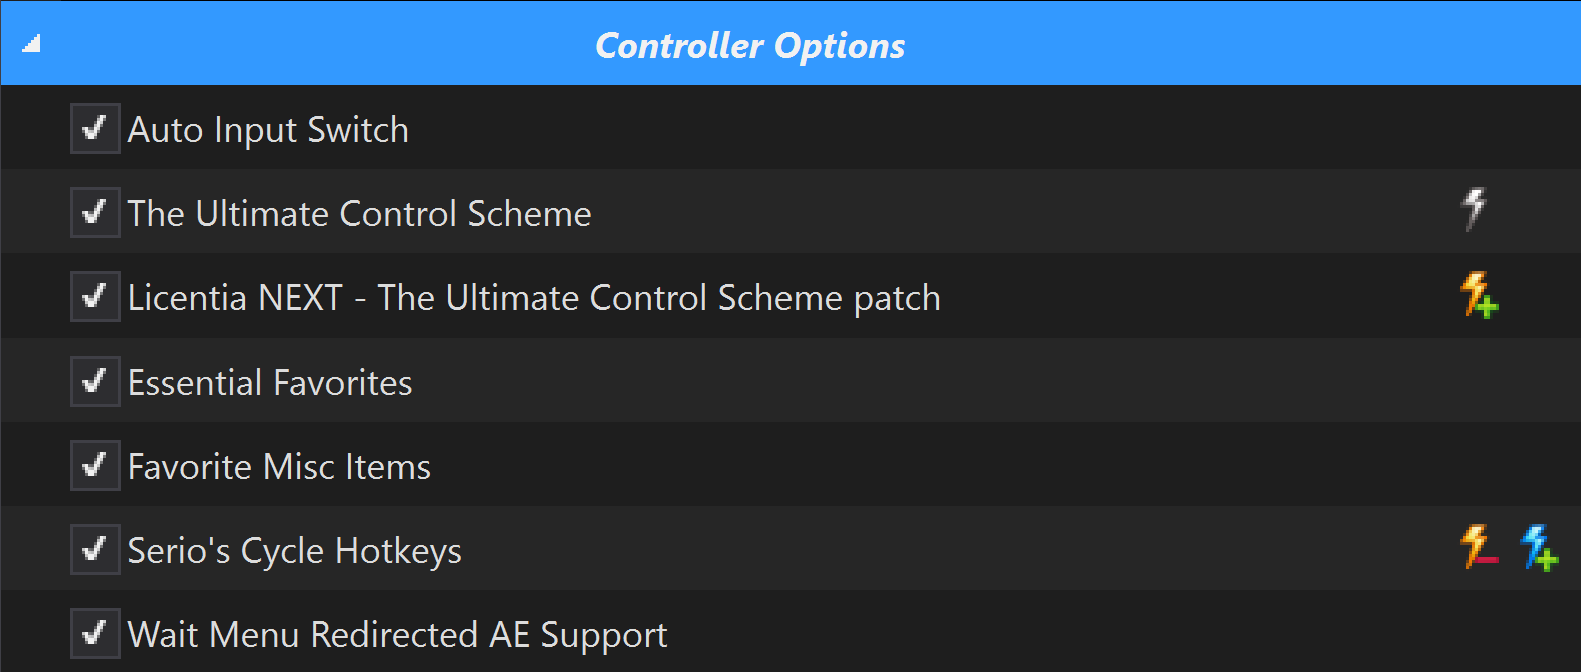 Controller Options
Auto Input Switch
The Ultimate Control Scheme
Licentia NEXT - The Ultimate Control Scheme patch
Essential Favorites
Favorite Misc Items
Serio's Cycle Hotkeys
Wait Menu Redirected AE Support